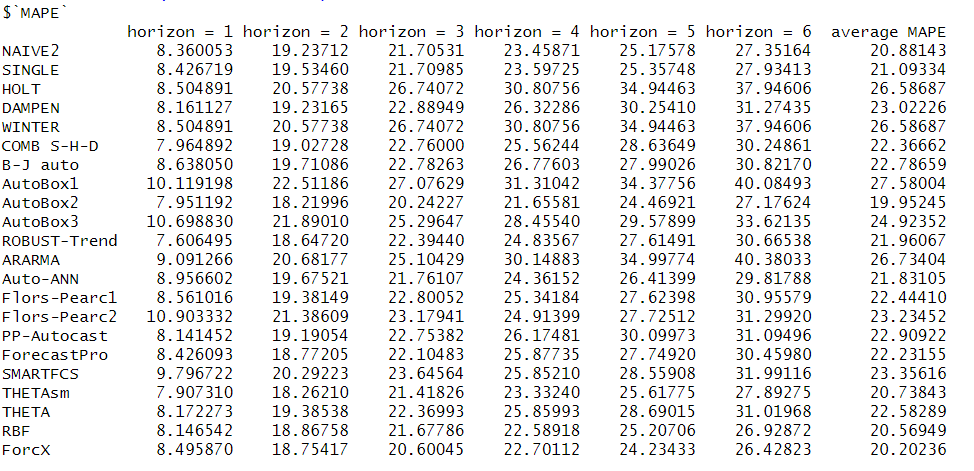 $`MAPE`
horizon = 1 horizon = 2 horizon = 3 horizon = 4 horizon = 5 horizon = 6 average MAPE
NAIVE2 8.360053 19.23712 21.70531 23.45871 25.17578 27.35164 20.88143
SINGLE 8.426719 19.53460 21.70985 23.59725 25.35748 27.93413 21.09334
HOLT 8.504891 20.57738 26.74072 30.80756 34.94463 37.94606 26.58687
DAMPEN 8.161127 19.23165 22.88949 26.32286 30.25410 31.27435 23.02226
WINTER 8.504891 20.57738 26.74072 30.80756 34.94463 37.94606 26.58687
COMB S-H-D 7.964892 19.02728 22.76000 25.56244 28.63649 30.24861 22.36662
B-J auto 8.638050 19.71086 22.78263 26.77603 27.99026 30.82170 22.78659
AutoBox1 10.119198 22.51186 27.07629 31.31042 34.37756 40.08493 27.58004
AutoBox2 7.951192 18.21996 20.24227 21.65581 24.46921 27.17624 19.95245
AutoBox3 10.698830 21.89010 25.29647 28.45540 29.57899 33.62135 24.92352
ROBUST-Trend 7.606495 18.64720 22.39440 24.83567 27.61491 30.66538 21.96067
ARARMA 9.091266 20.68177 25.10429 30.14883 34.99774 40.38033 26.73404
Auto-ANN 8.956602 19.67521 21.76107 24.36152 26.41399 29.81788 21.83105
Flors-Pearc1 8.561016 19.38149 22.80052 25.34184 27.62398 30.95579 22.44410
Flors-Pearc2 10.903332 21.38609 23.17941 24.91399 27.72512 31.29920 23.23452
PP-Autocast 8.141452 19.19054 22.75382 26.17481 30.09973 31.09496 22.90922
ForecastPro 8.426093 18.77205 22.10483 25.87735 27.74920 30.45980 22.23155
SMARTFCS 9.796722 20.29223 23.64564 25.85210 28.55908 31.99116 23.35616
THETAsm 7.907310 18.26210 21.41826 23.33240 25.61775 27.89275 20.73843
THETA 8.172273 19.38538 22.36993 25.85993 28.69015 31.01968 22.58289
RBF 8.146542 18.86758 21.67786 22.58918 25.20706 26.92872 20.56949
ForcX 8.495870 18.75417 20.60045 22.70112 24.23433 26.42823 20.20236